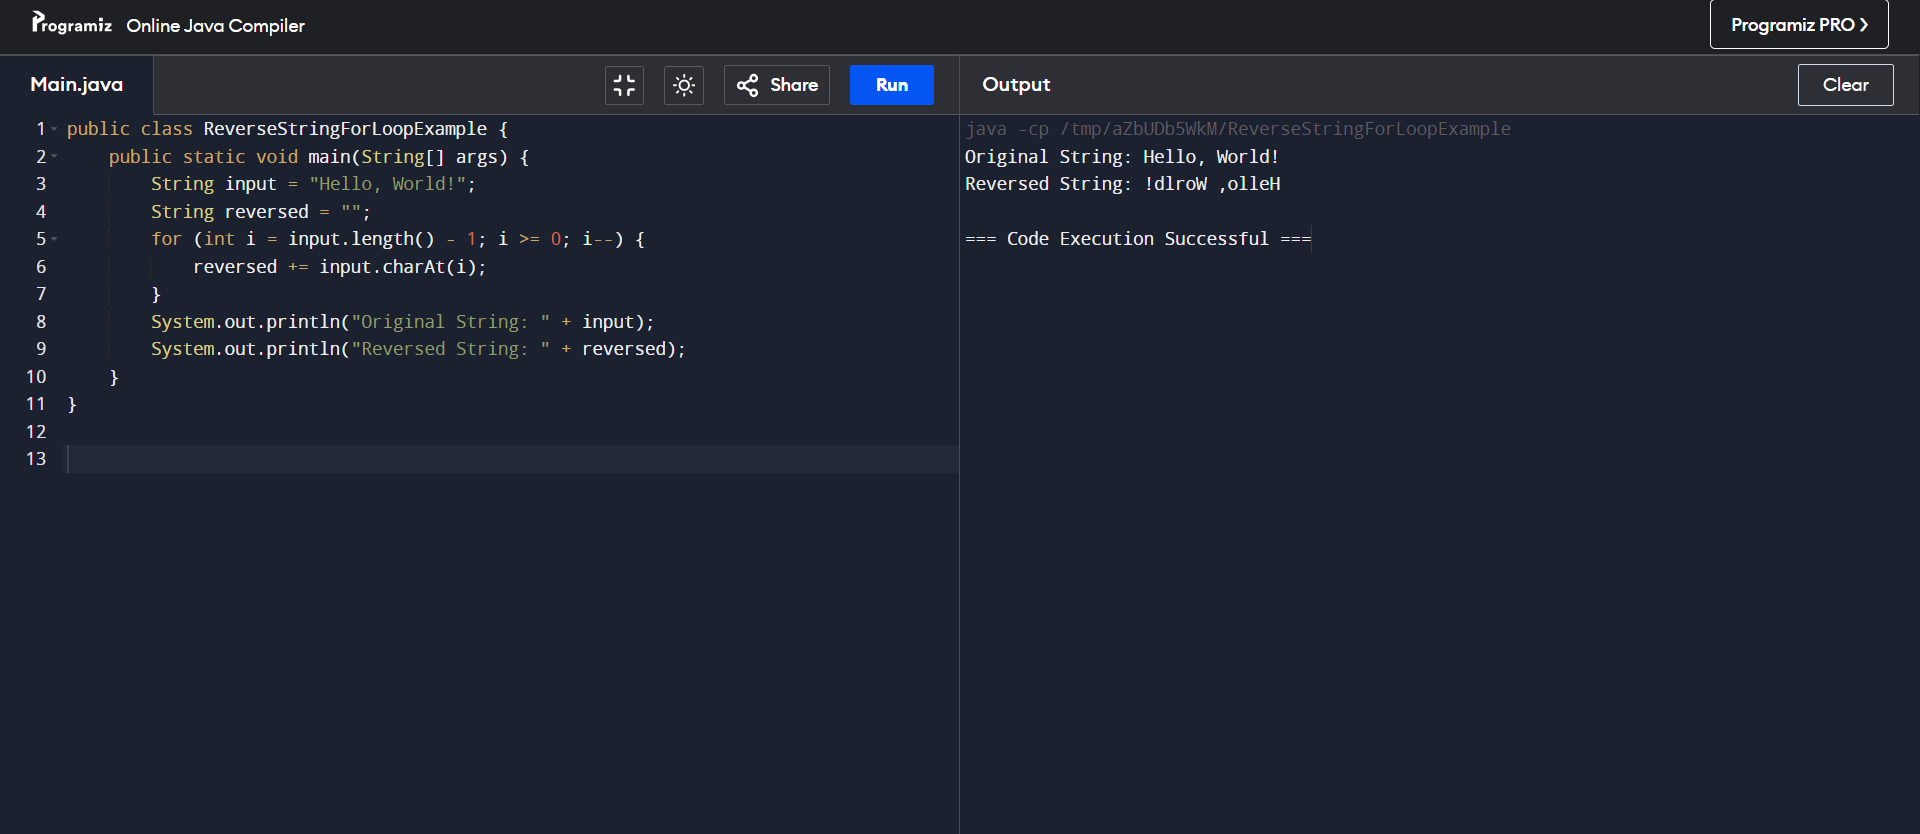 Programiz Online Java Compiler
Programiz PRO
Main.java
Share
Run
Output
Clear
1 public class ReverseStringForLoopExample {
2     public static void main(String[] args) {
3         String input = "Hello, World!";
4         String reversed = "";
5         for (int i = input.length() - 1; i >= 0; i--) {
6             reversed += input.charAt(i);
7         }
8         System.out.println("Original String: " + input);
9         System.out.println("Reversed String: " + reversed);
10     }
11 }
12
13
java -cp /tmp/aZbUDb5WkM/ReverseStringForLoopExample
Original String: Hello, World!
Reversed String: !dlroW ,olleH
=== Code Execution Successful ===